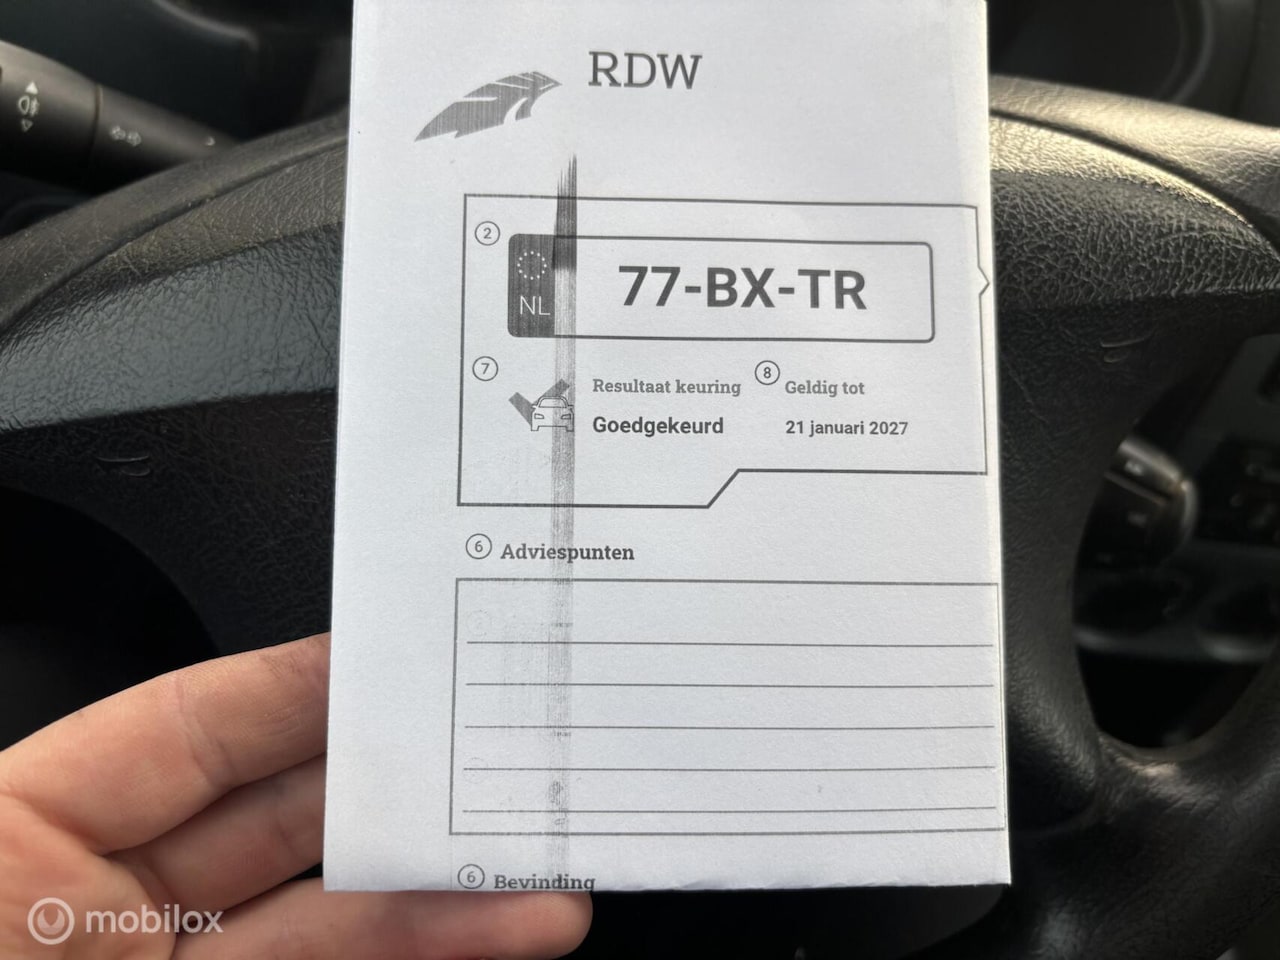 RDW
2
NL
77-BX-TR
7
Resultaat keuring
8
Geldig tot
Goedgekeurd
21 januari 2027
6 Adviespunten
6 Bevinding
mobilox